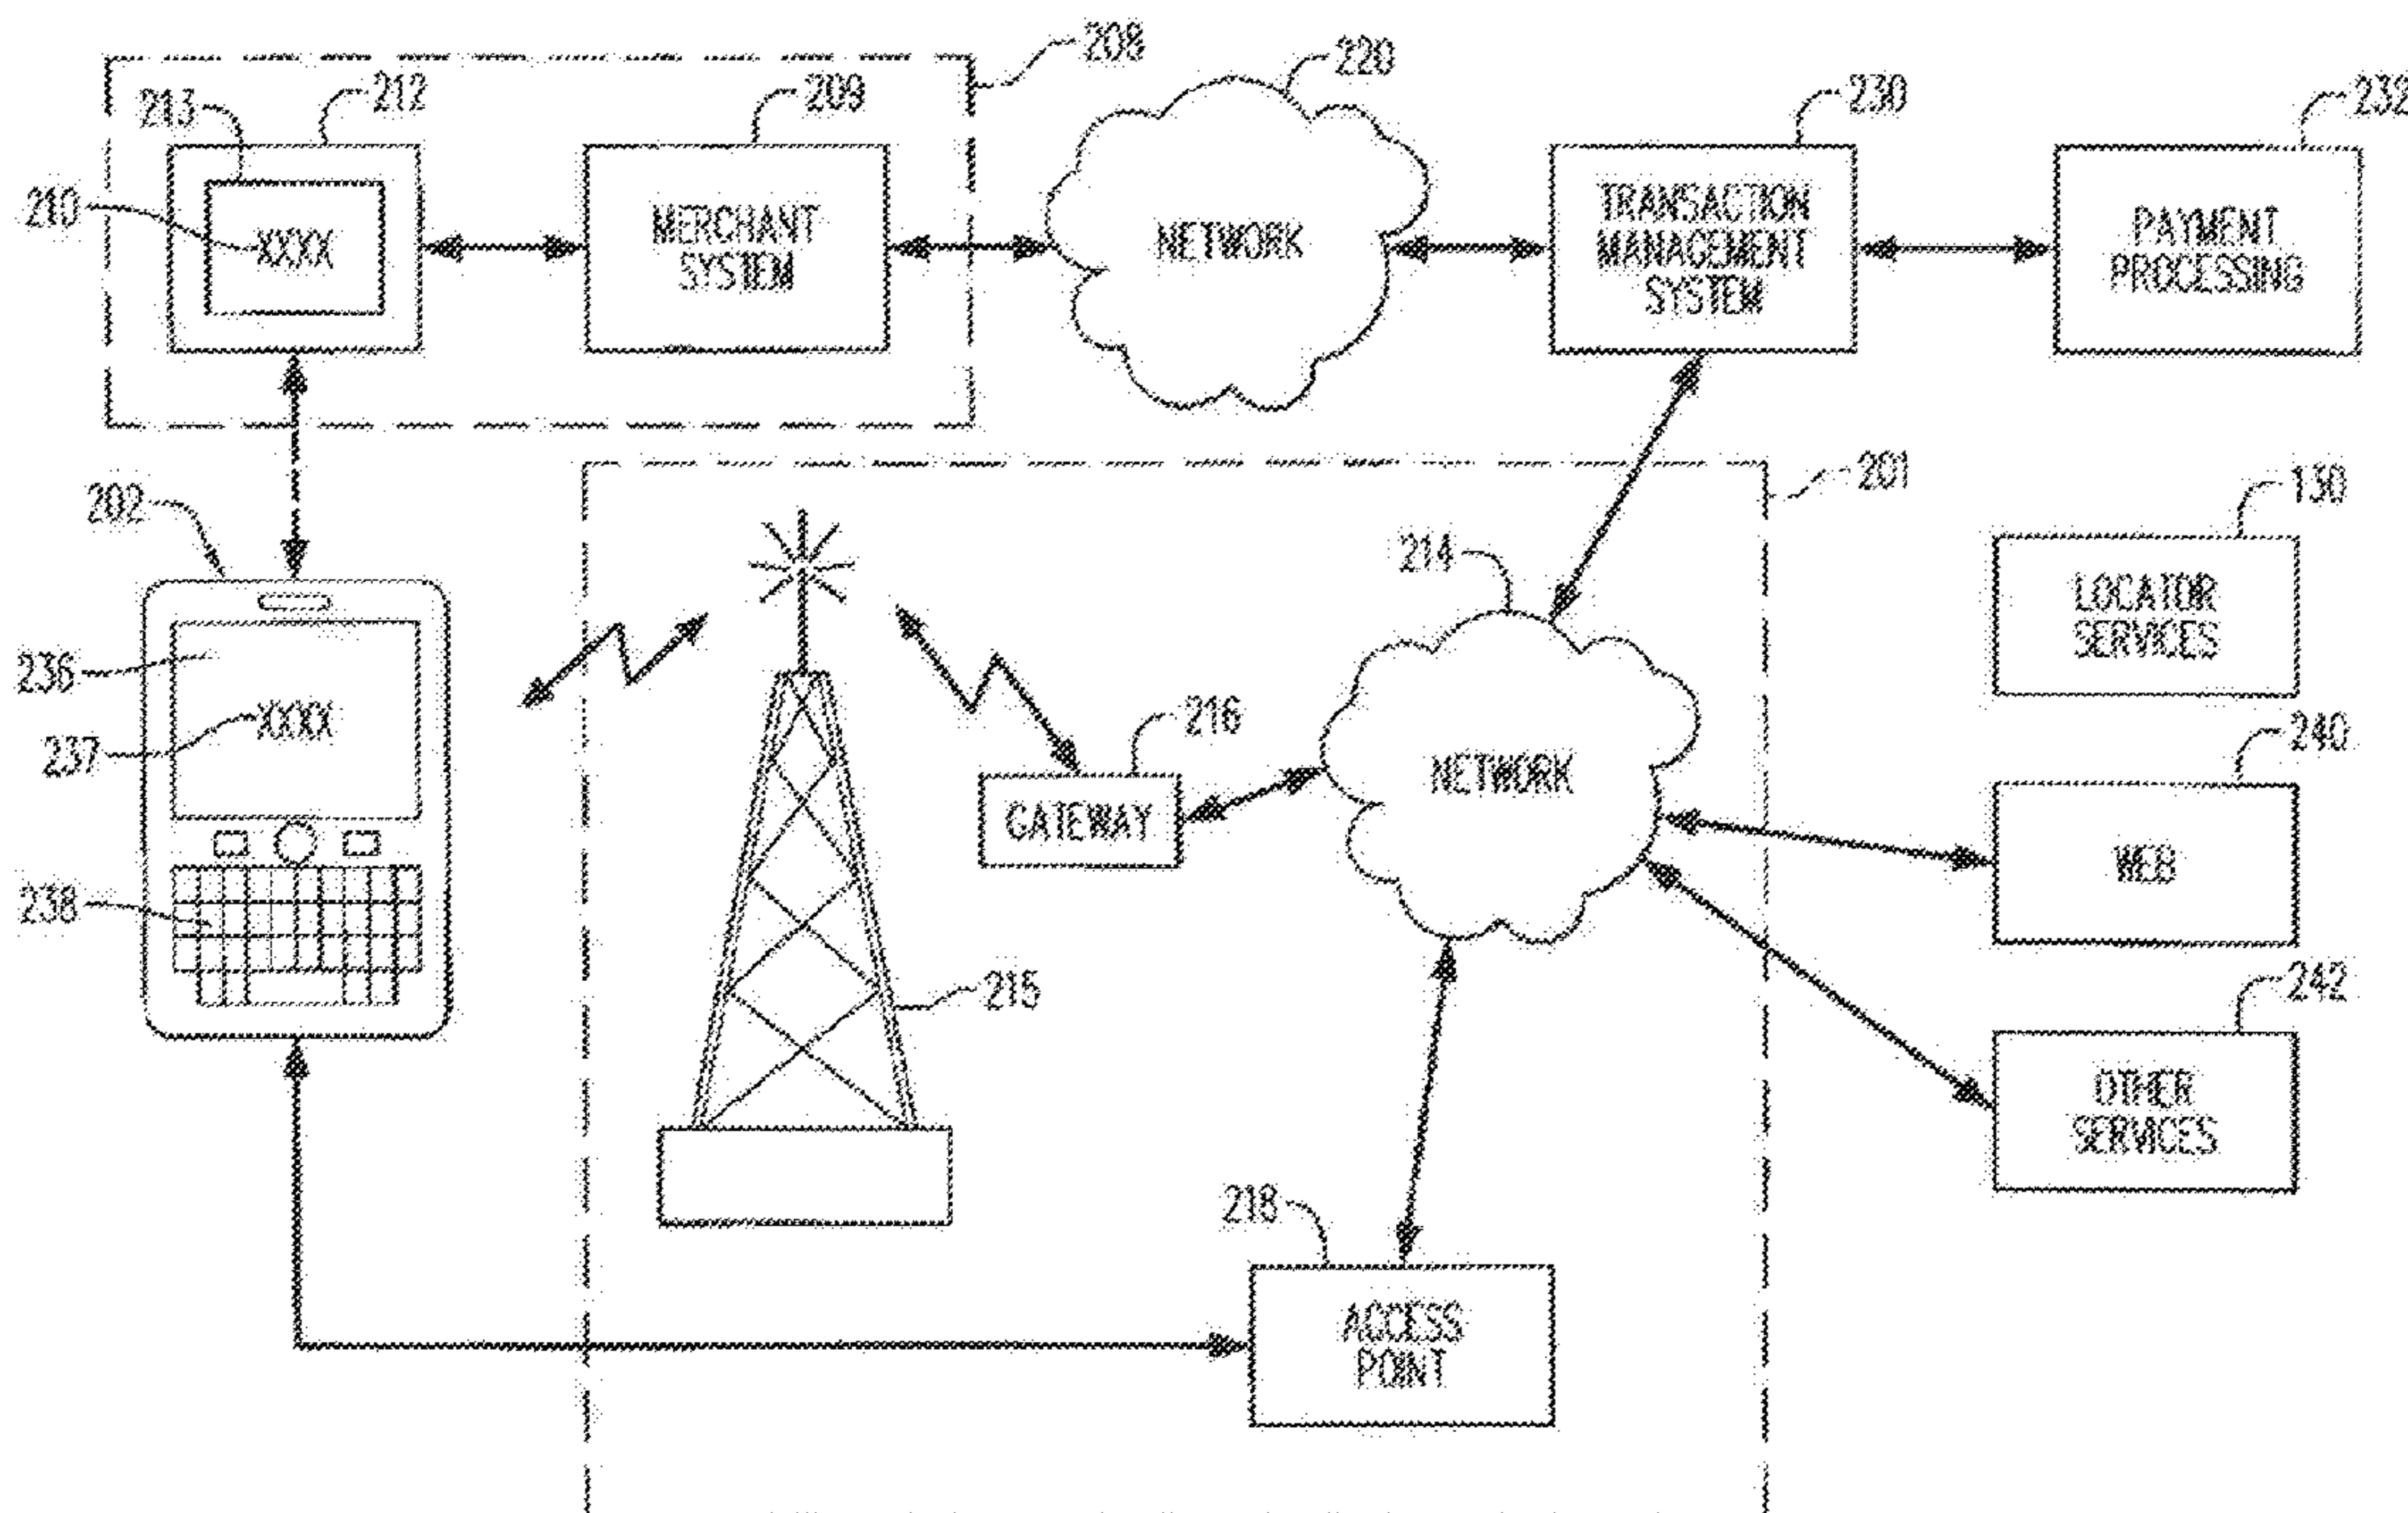 208
220
213
212
209
230
232
210
XXXX
MERCHANT
SYSTEM
NETWORK
TRANSACTION
MANAGEMENT
SYSTEM
PAYMENT
PROCESSING
202
201
130
214
LOCATOR
SERVICES
236
237
XXXX
216
240
NETWORK
GATEWAY
WEB
238
215
242
OTHER
SERVICES
218
ACCESS
POINT